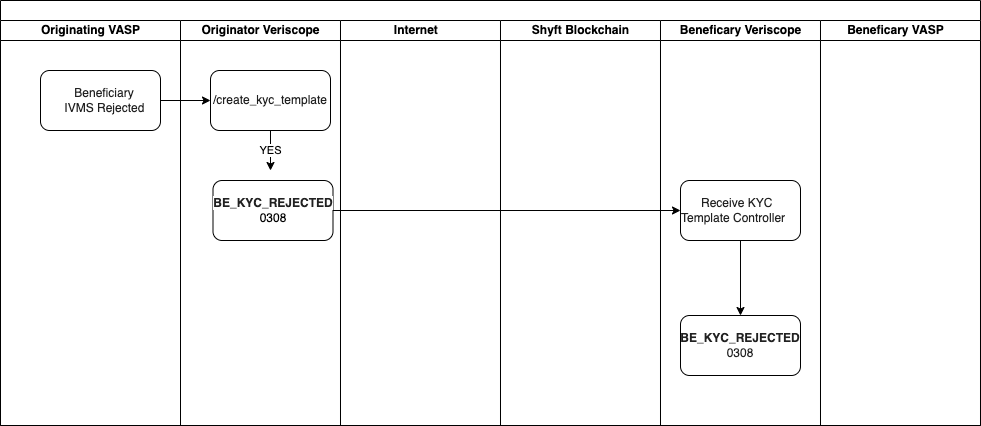 Originating VASP
Originator Veriscope
Internet
Shyft Blockchain
Beneficary Veriscope
Beneficary VASP
Beneficiary
IVMS Rejected
/create_kyc_template
YES
BE_KYC_REJECTED
0308
Receive KYC
Template Controller
BE_KYC_REJECTED
0308